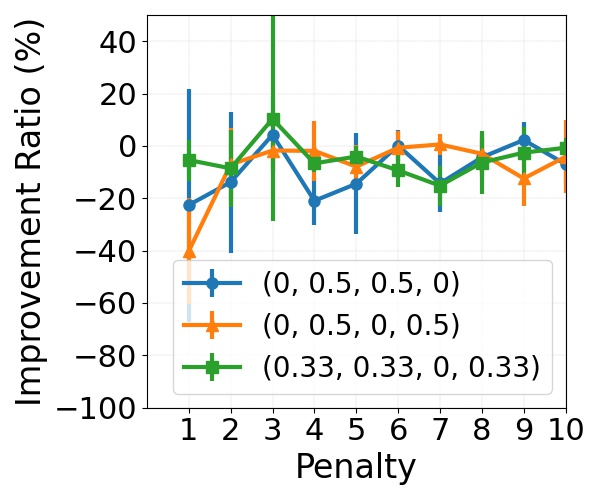 Improvement Ratio (%)
40
20
0
−20
−40
−60
−80
−100
(0, 0.5, 0.5, 0)
(0, 0.5, 0, 0.5)
(0.33, 0.33, 0, 0.33)
1 2 3 4 5 6 7 8 9 10
Penalty